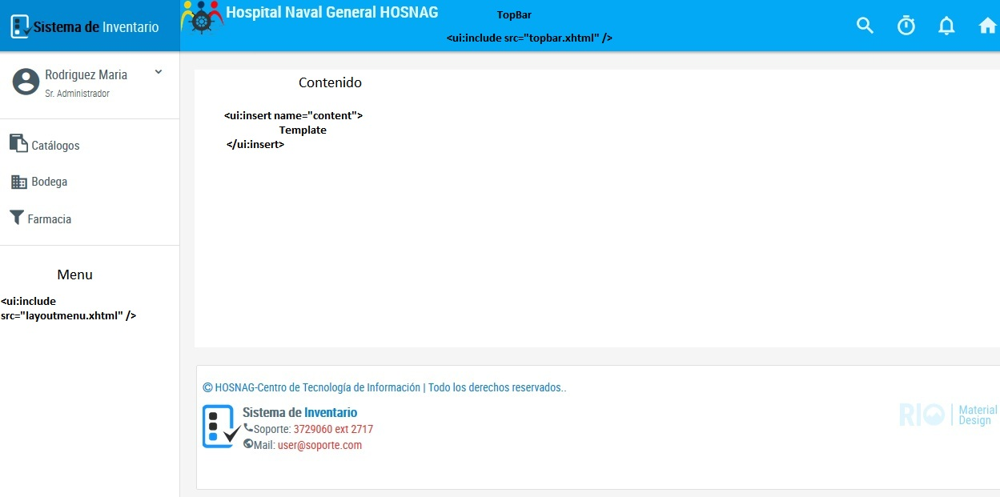 Sistema de Inventario
Hospital Naval General HOSNAG
TopBar
<ui:include src="topbar.xhtml" />
Rodriguez Maria
Sr. Administrador
Catálogos
Bodega
Farmacia
Menu
<ui:include
src="layoutmenu.xhtml" />
Contenido
<ui:insert name="content">
Template
</ui:insert>
© HOSNAG-Centro de Tecnología de Información | Todo los derechos reservados..
Sistema de Inventario
Soporte: 3729060 ext 2717
Mail: user@soporte.com
RIO
Material
Design